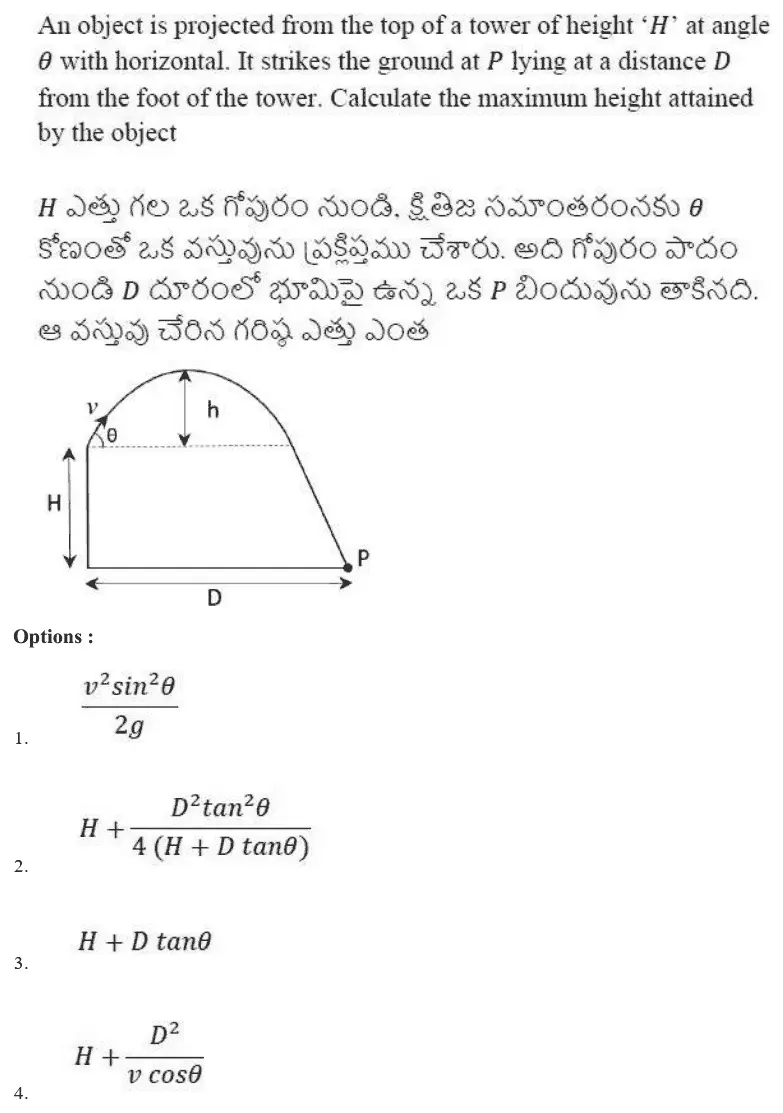 An object is projected from the top of a tower of height ‘H’ at angle
θ with horizontal. It strikes the ground at P lying at a distance D
from the foot of the tower. Calculate the maximum height attained
by the object
H ఎత్తు గల ఒక గోపురం నుండి, క్షితిజ సమాంతరంనకు θ
కోణంతో ఒక వస్తువును ప్రక్షిప్తము చేశారు. అది గోపురం పాదం
నుండి D దూరంలో భూమిపై ఉన్న ఒక P బిందువును తాకినది.
ఆ వస్తువు చేరిన గరిష్ఠ ఎత్తు ఎంత
v
θ
h
H
P
D
Options :
1. \frac{v²sin²θ}{2g}
2. H + \frac{D²tan²θ}{4 (H + D tanθ)}
3. H + D tanθ
4. H + \frac{D²}{v cosθ}